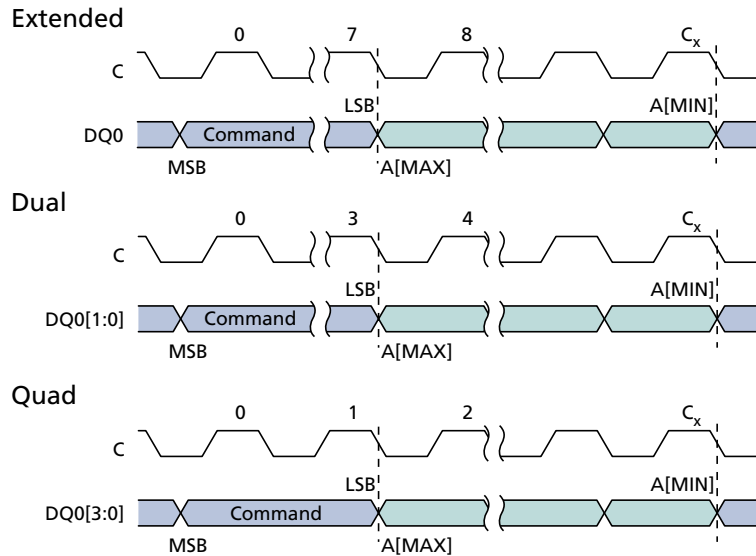 Extended
0 7 8 Cx
C
LSB A[MIN]
DQ0 Command
MSB A[MAX]
Dual
0 3 4 Cx
C
LSB A[MIN]
DQ0[1:0] Command
MSB A[MAX]
Quad
0 1 2 Cx
C
LSB A[MIN]
DQ0[3:0] Command
MSB A[MAX]